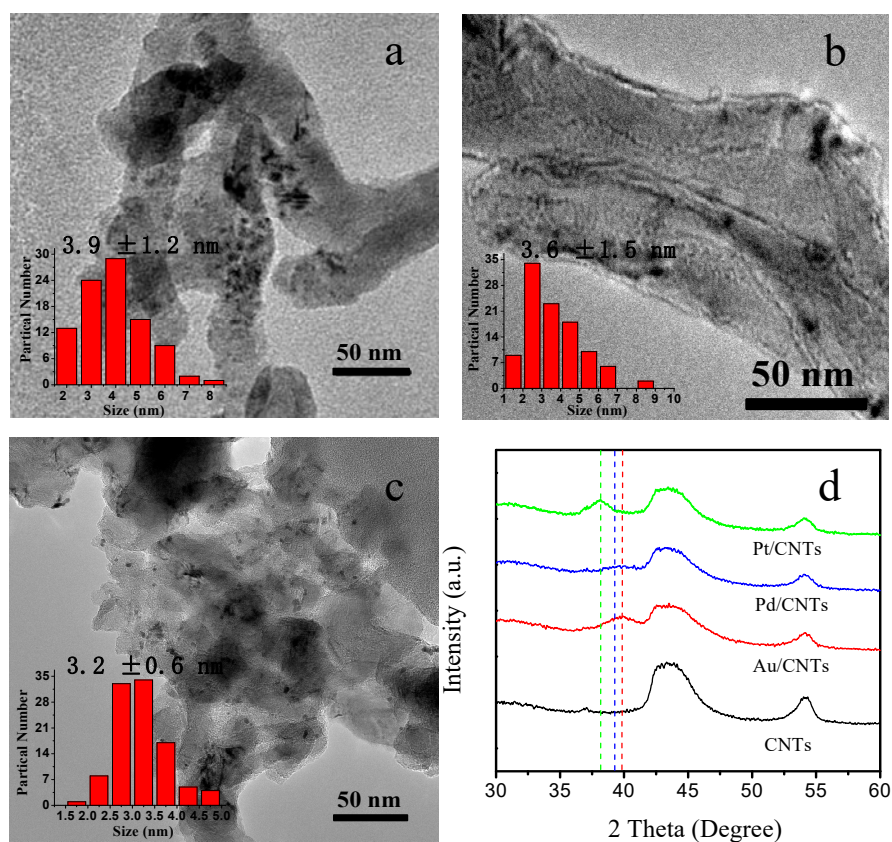 a
3.9 ±1.2 nm
Partical Number
30
24
18
12
6
0
2 3 4 5 6 7 8
Size (nm)
50 nm
b
3.6 ±1.5 nm
Partical Number
35
28
21
14
7
0
1 2 3 4 5 6 7 8 9 10
Size (nm)
50 nm
c
3.2 ±0.6 nm
Partical Number
35
28
21
14
7
0
1.5 2.0 2.5 3.0 3.5 4.0 4.5 5.0
Size (nm)
50 nm
d
Intensity (a.u.)
Pt/CNTs
Pd/CNTs
Au/CNTs
CNTs
30 35 40 45 50 55 60
2 Theta (Degree)